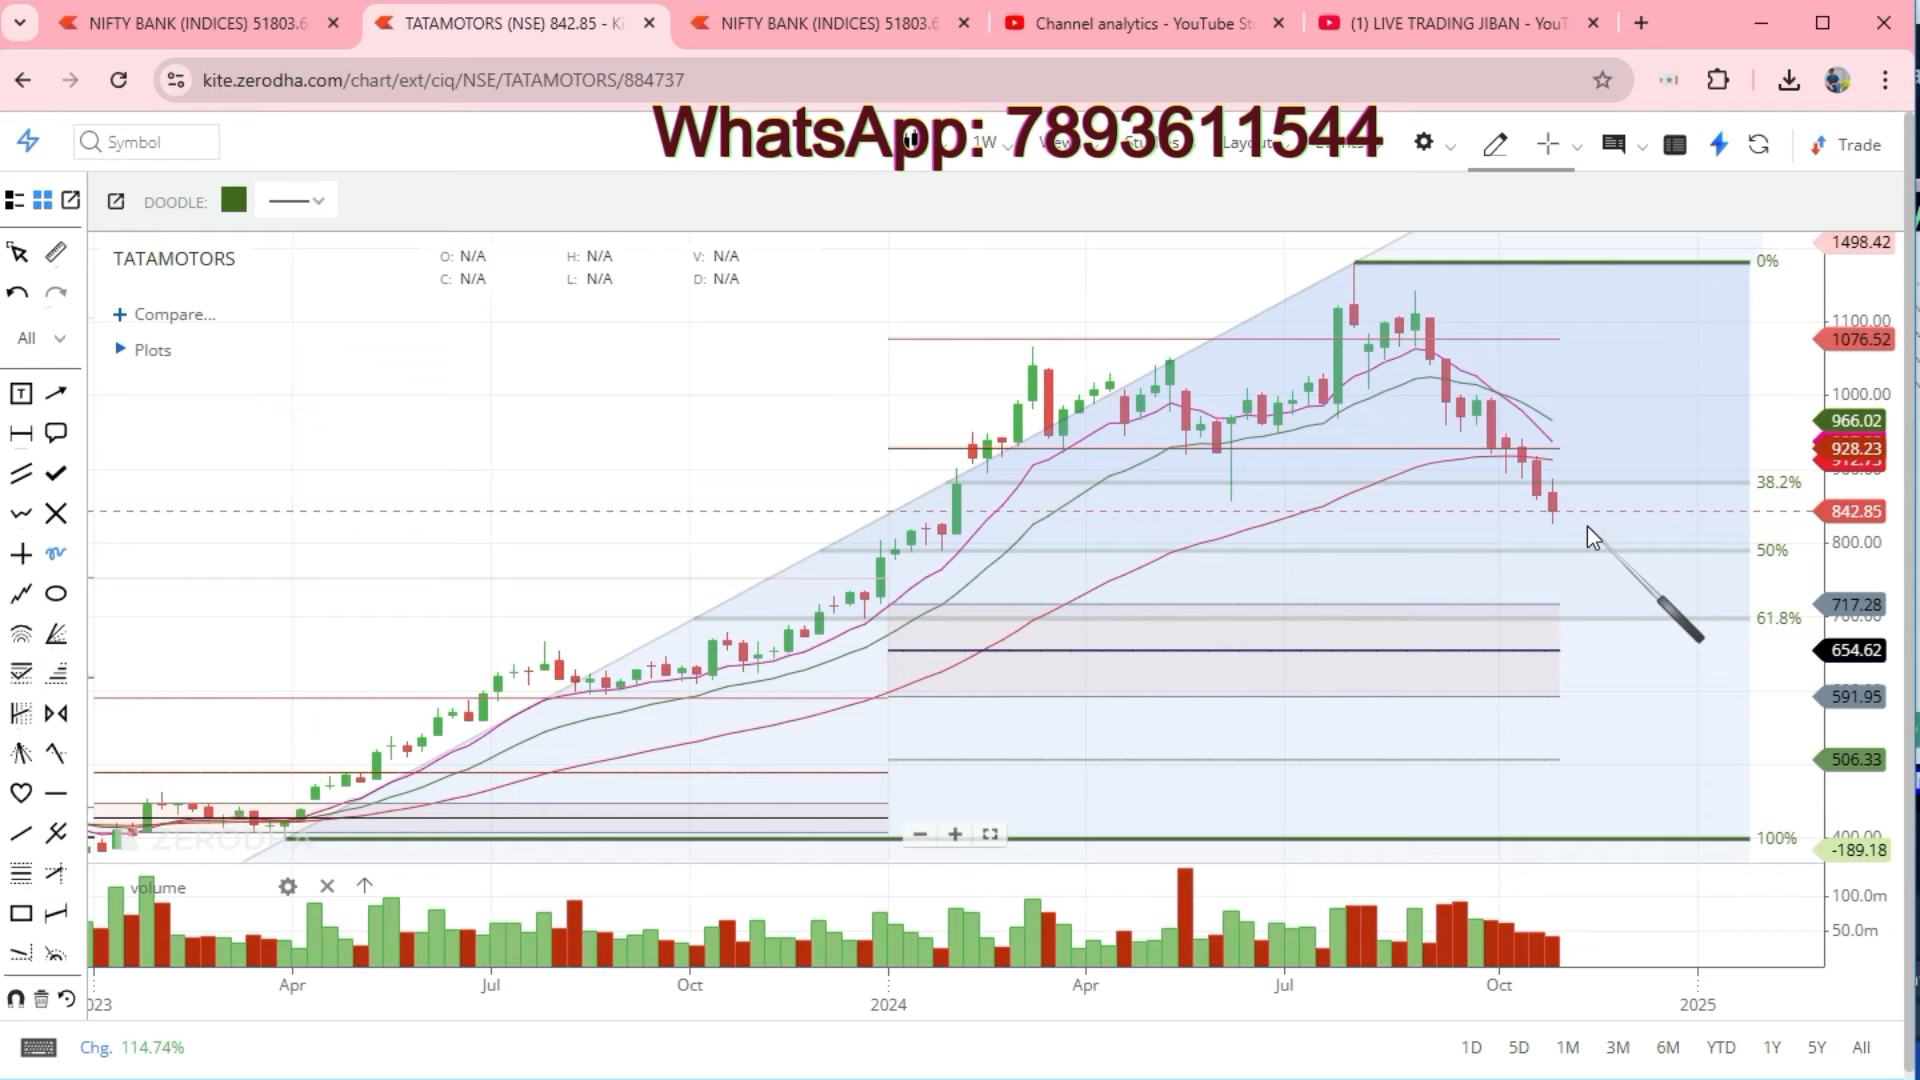 NIFTY BANK (INDICES) 51803.6
TATAMOTORS (NSE) 842.85 - Ki
NIFTY BANK (INDICES) 51803.6
Channel analytics - YouTube St
(1) LIVE TRADING JIBAN - YouT
kite.zerodha.com/chart/ext/ciq/NSE/TATAMOTORS/884737
WhatsApp: 7893611544
Symbol
1W
Trade
DOODLE:
TATAMOTORS
O: N/A H: N/A V: N/A
C: N/A L: N/A D: N/A
Compare...
Plots
All
T
0%
38.2%
50%
61.8%
100%
1498.42
1100.00
1076.52
1000.00
966.02
928.23
842.85
800.00
717.28
654.62
591.95
506.33
400.00
-189.18
ZERODHA
volume
100.0m
50.0m
023 Apr Jul Oct 2024 Apr Jul Oct 2025
Chg. 114.74%
1D 5D 1M 3M 6M YTD 1Y 5Y All